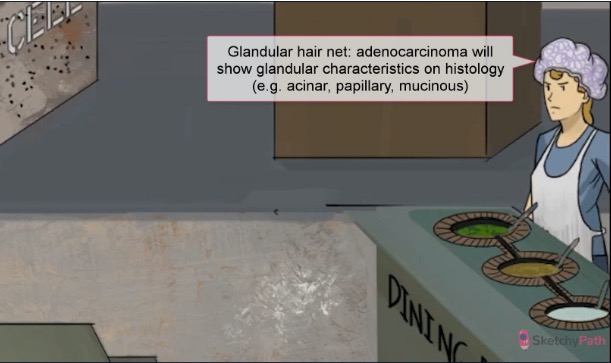 CELL
Glandular hair net: adenocarcinoma will
show glandular characteristics on histology
(e.g. acinar, papillary, mucinous)
DINING
SketchyPath